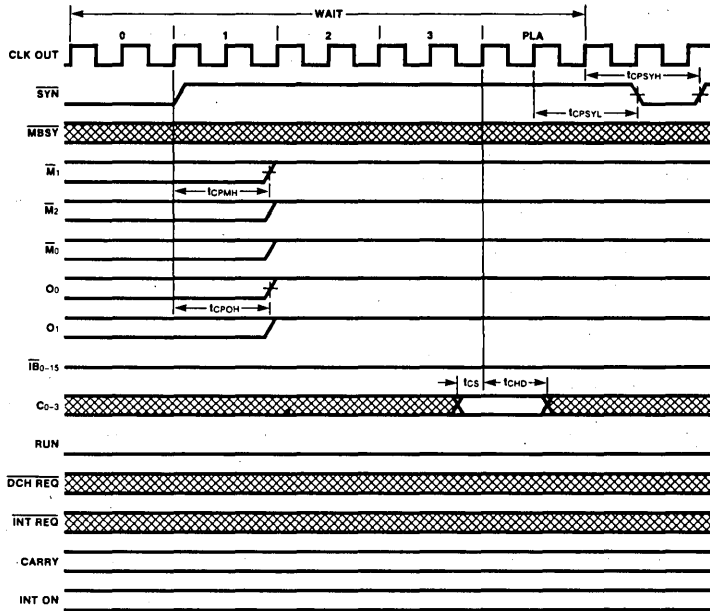 WAIT
0 1 2 3 PLA
CLK OUT
tCPSYH
SYN
tCPSYL
MBSY
M1
tCPMH
M2
M0
O0
tCPOH
O1
IB0-15
tCS tCHD
C0-3
RUN
DCH REQ
INT REQ
CARRY
INT ON